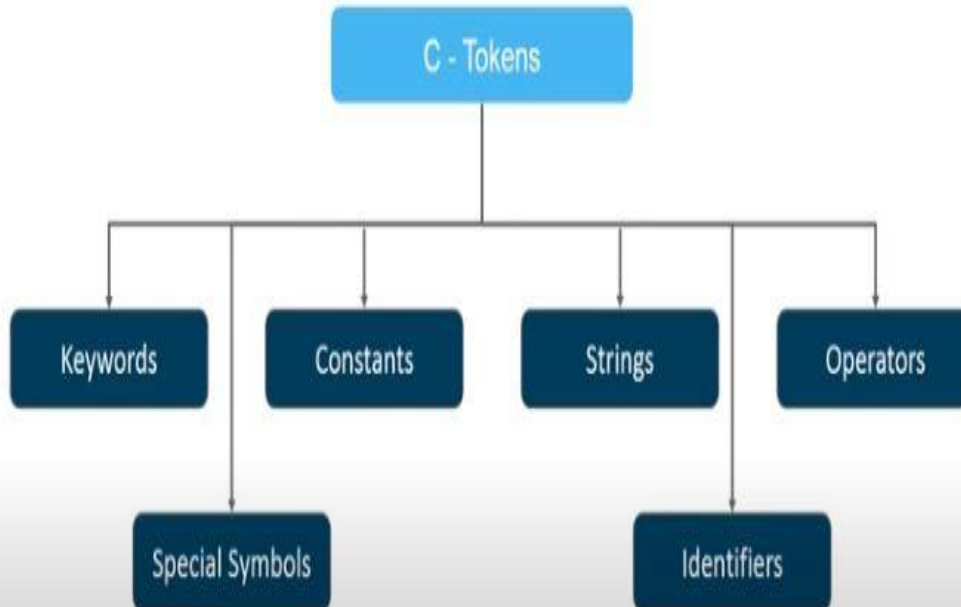 C - Tokens
Keywords
Constants
Strings
Operators
Special Symbols
Identifiers